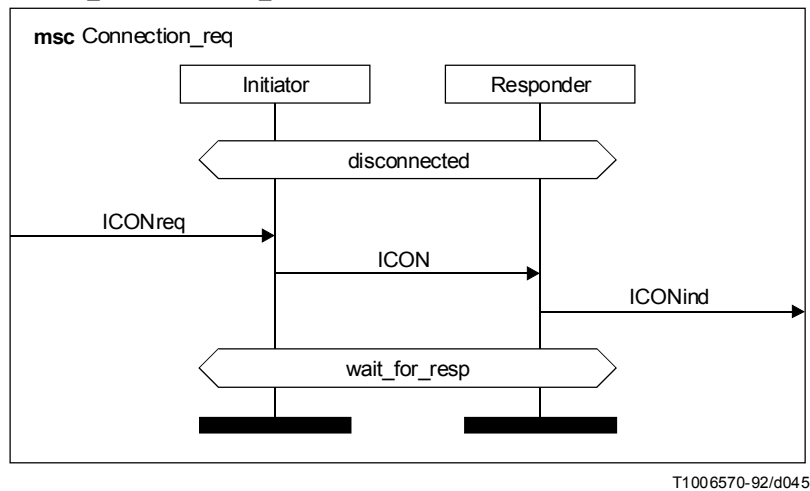 msc Connection_req
Initiator Responder
disconnected
ICONreq
ICON
ICONind
wait_for_resp
T1006570-92/d045